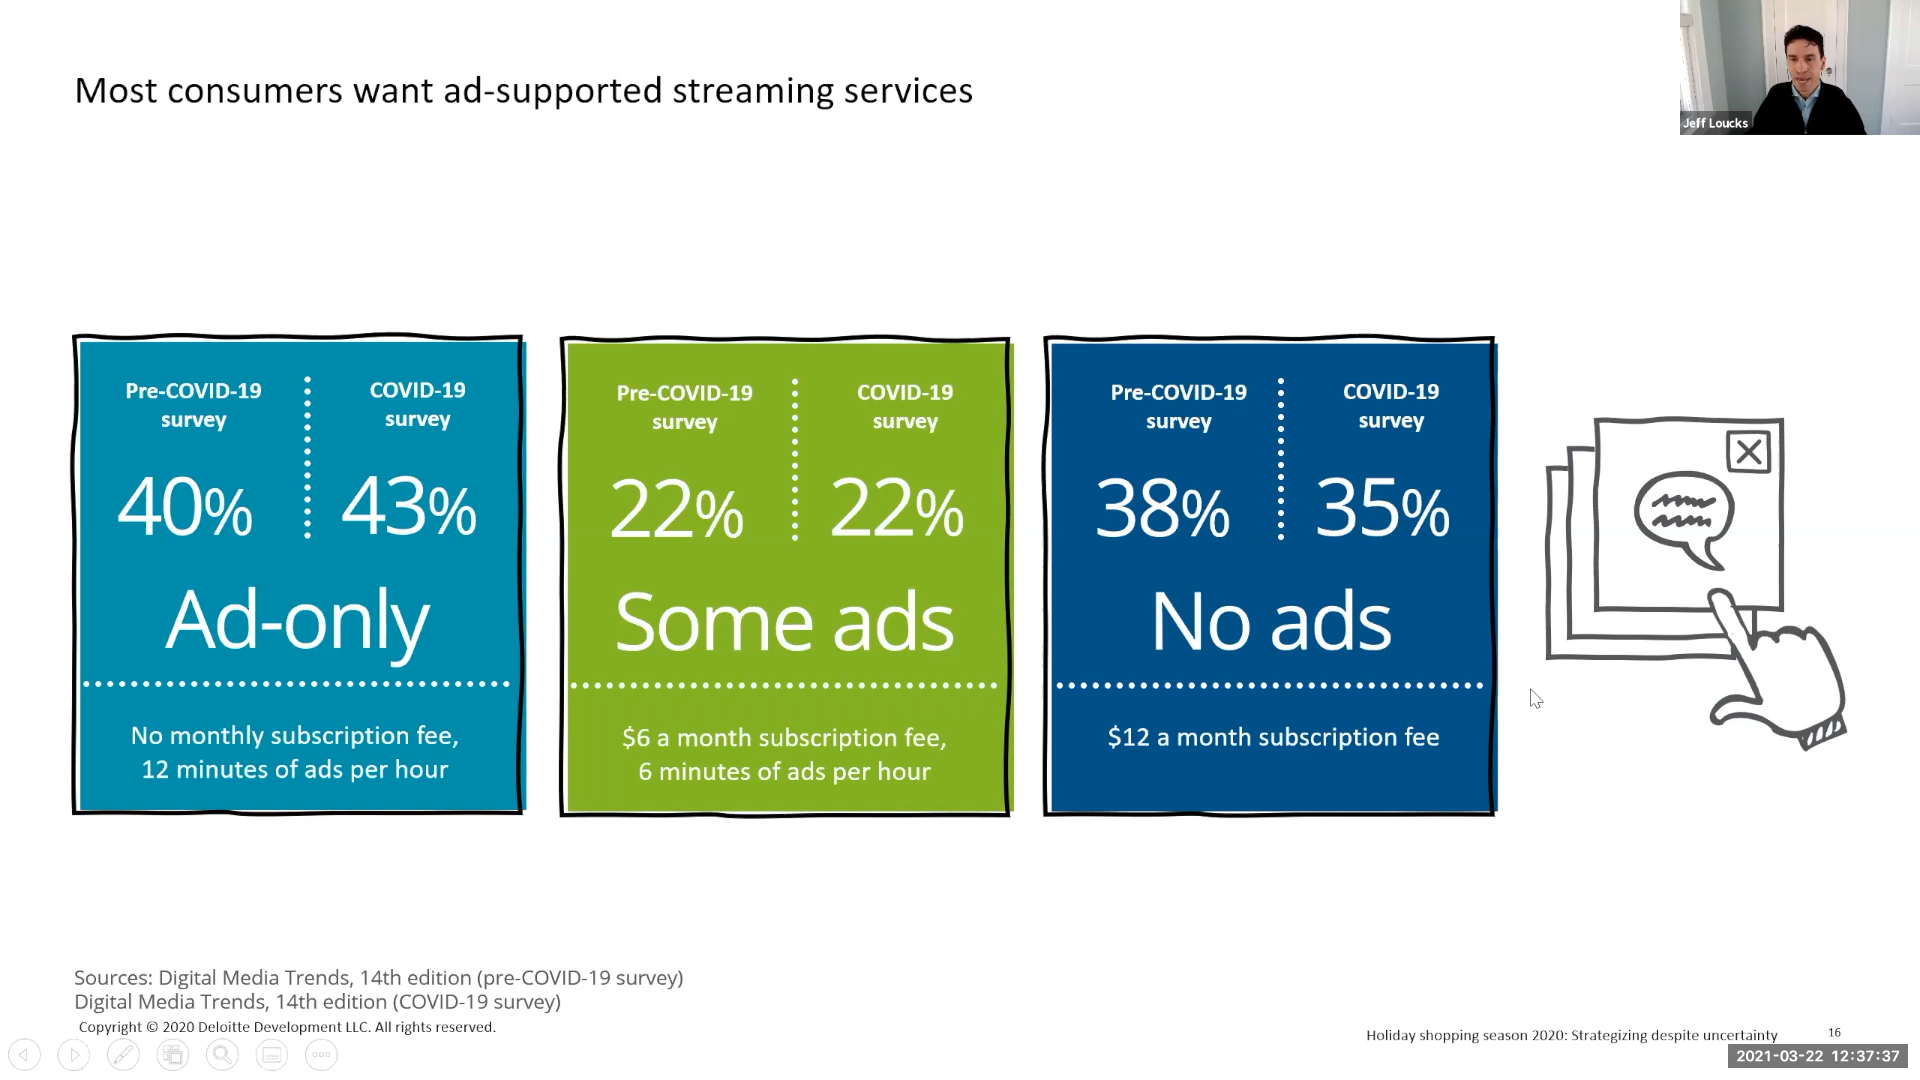 Most consumers want ad-supported streaming services
Jeff Loucks
Pre-COVID-19
survey
COVID-19
survey
40%
43%
Ad-only
No monthly subscription fee,
12 minutes of ads per hour
Pre-COVID-19
survey
COVID-19
survey
22%
22%
Some ads
$6 a month subscription fee,
6 minutes of ads per hour
Pre-COVID-19
survey
COVID-19
survey
38%
35%
No ads
$12 a month subscription fee
Sources: Digital Media Trends, 14th edition (pre-COVID-19 survey)
Digital Media Trends, 14th edition (COVID-19 survey)
Copyright © 2020 Deloitte Development LLC. All rights reserved.
Holiday shopping season 2020: Strategizing despite uncertainty
16
2021-03-22 12:37:37